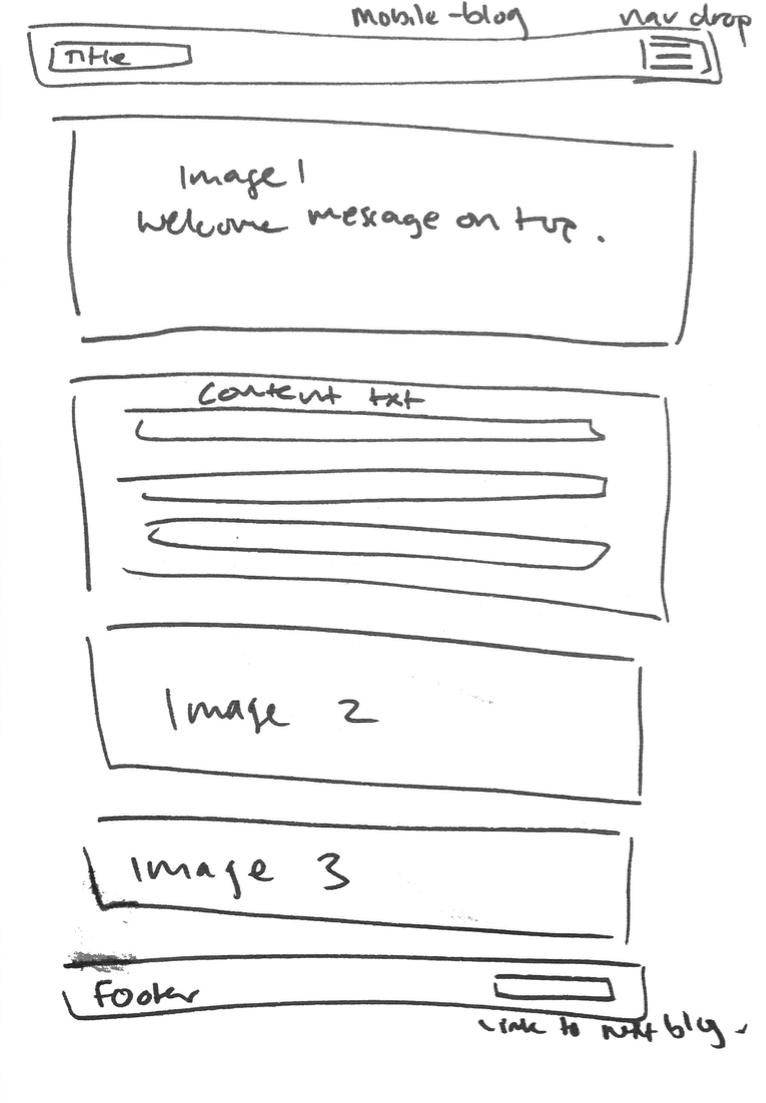 mobile-blog nav drop
Title
Image 1
Welcome message on top.
Content txt
Image 2
Image 3
Footer
Link to next blog.